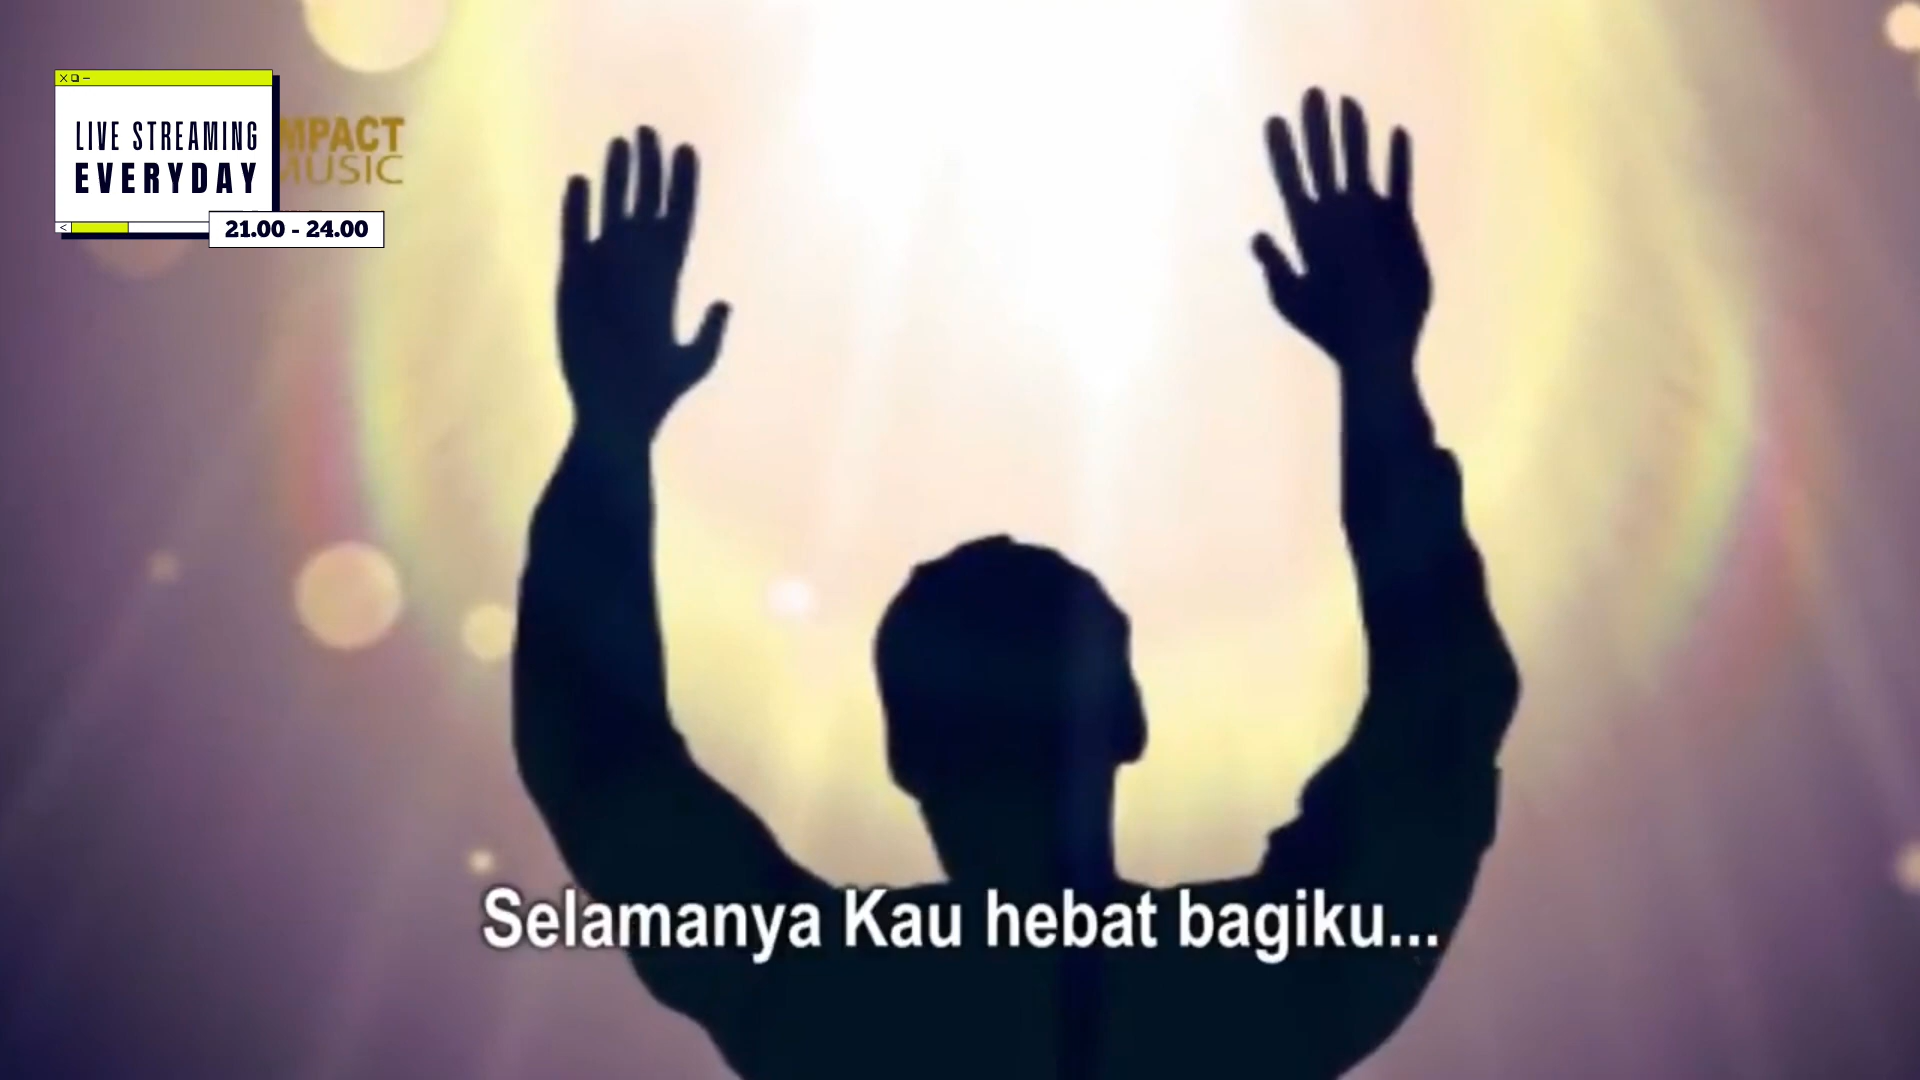 LIVE STREAMING
EVERYDAY
MPACT
MUSIC
21.00 - 24.00
Selamanya Kau hebat bagiku...